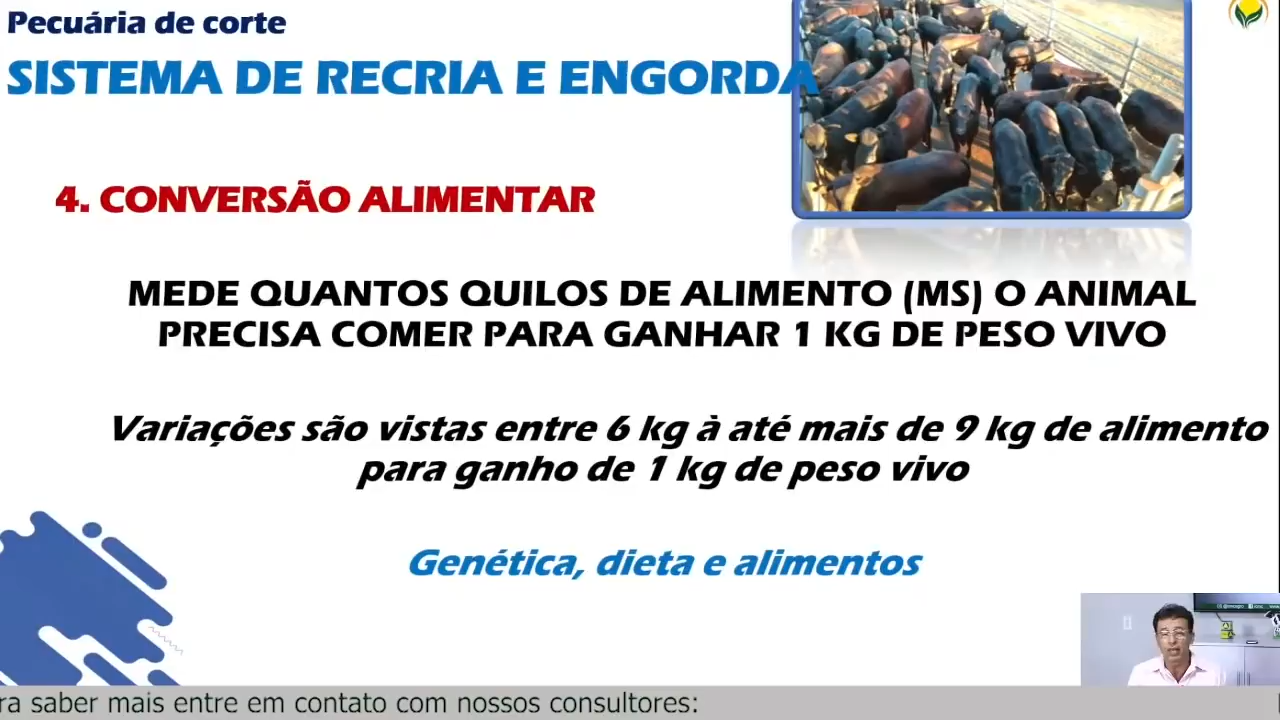 Pecuária de corte
SISTEMA DE RECRIA E ENGORDA
4. CONVERSÃO ALIMENTAR
MEDE QUANTOS QUILOS DE ALIMENTO (MS) O ANIMAL
PRECISA COMER PARA GANHAR 1 KG DE PESO VIVO
Variações são vistas entre 6 kg à até mais de 9 kg de alimento
para ganho de 1 kg de peso vivo
Genética, dieta e alimentos
ra saber mais entre em contato com nossos consultores: